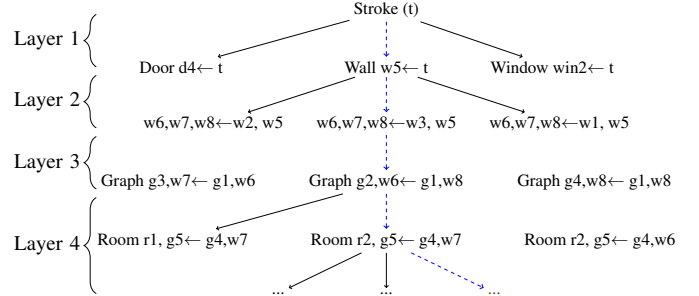 Stroke (t)
Layer 1
Door d4← t
Wall w5← t
Window win2← t
Layer 2
w6,w7,w8←w2, w5
w6,w7,w8←w3, w5
w6,w7,w8←w1, w5
Layer 3
Graph g3,w7← g1,w6
Graph g2,w6← g1,w8
Graph g4,w8← g1,w8
Layer 4
Room r1, g5← g4,w7
Room r2, g5← g4,w7
Room r2, g5← g4,w6
...
...
...